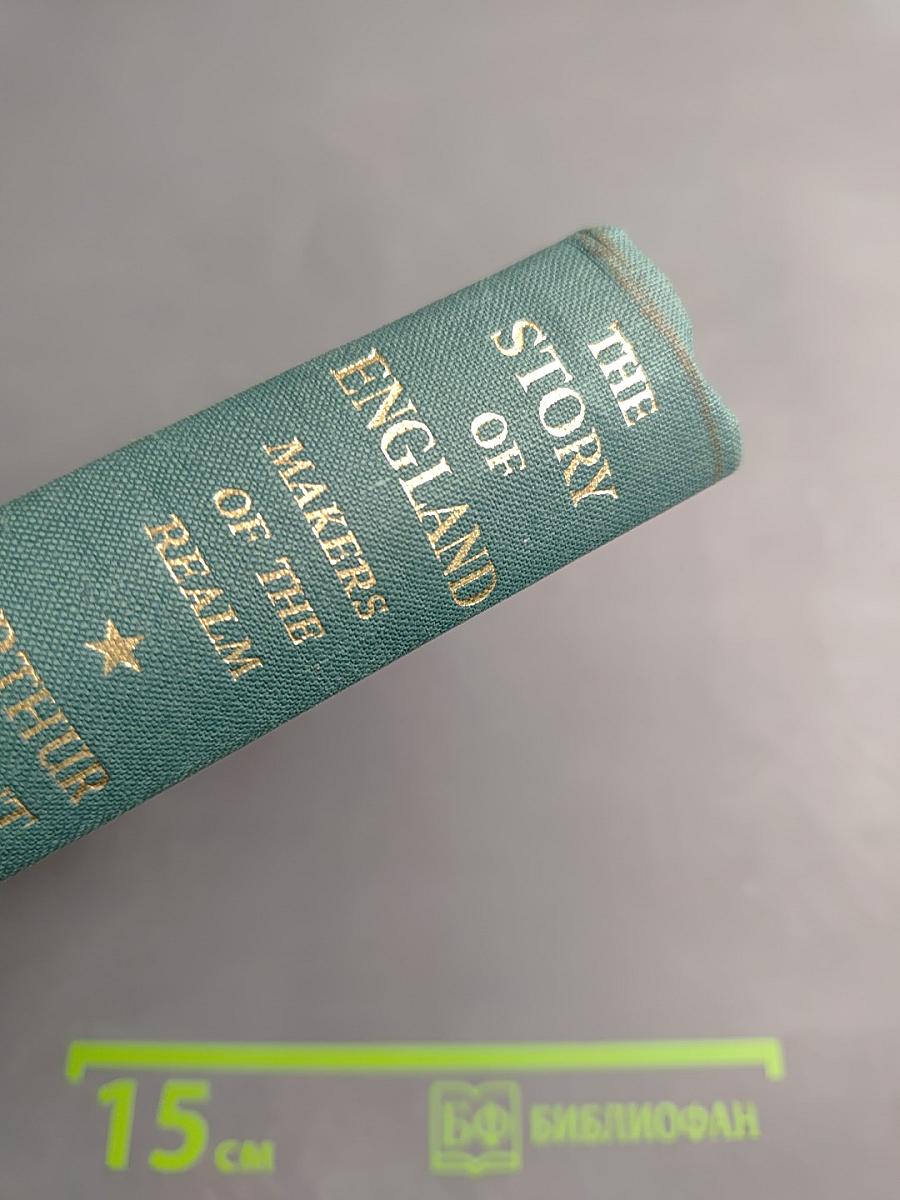 THE
STORY
OF
ENGLAND
MAKERS
OF THE
REALM
15 см
БФ БИБЛИОФАН